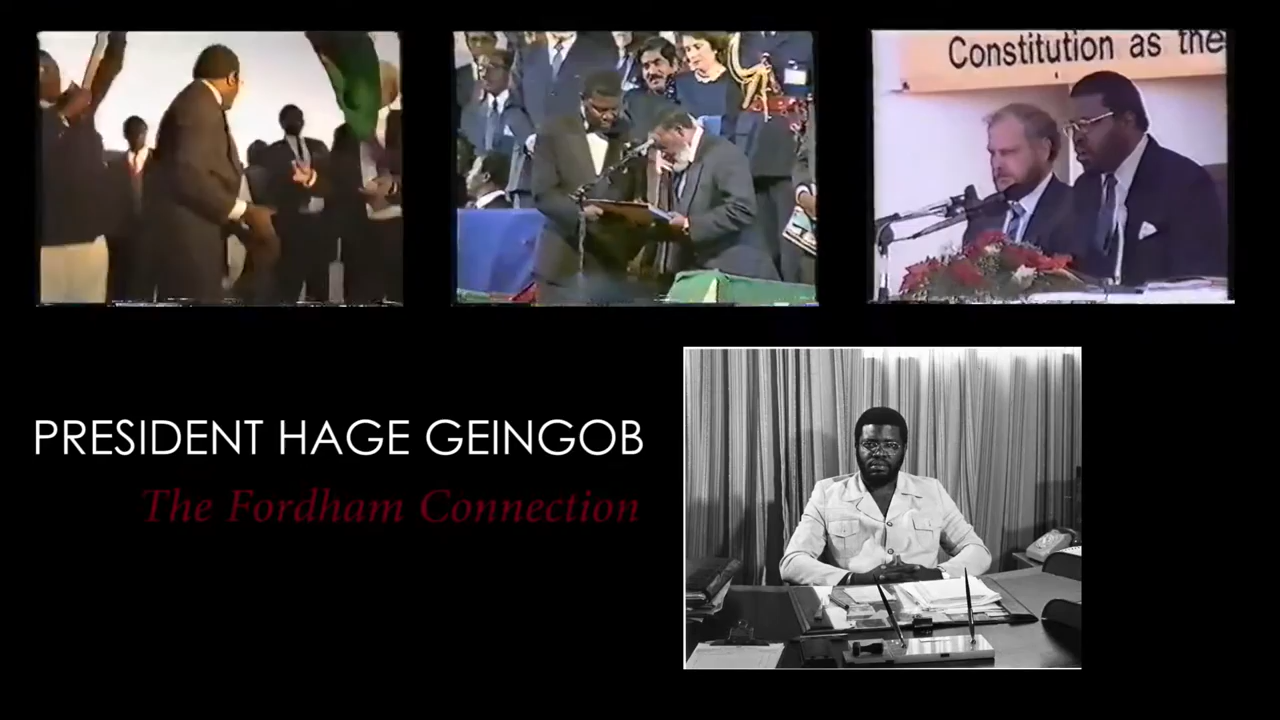 Constitution as the
PRESIDENT HAGE GEINGOB
The Fordham Connection